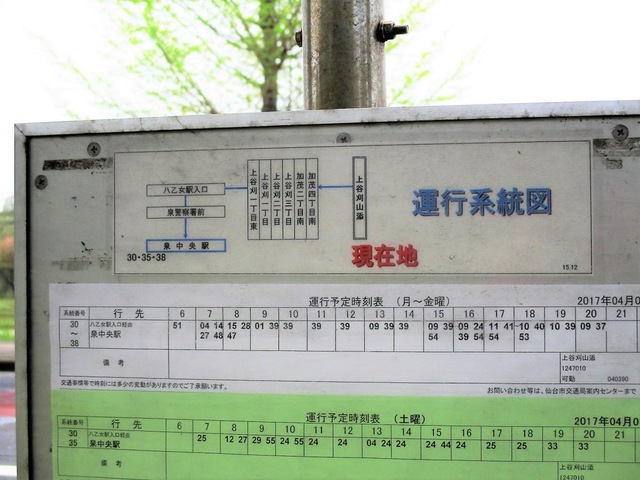 運行系統図
八乙女駅入口
泉警察署前
泉中央駅
上谷刈一丁目東
上谷刈一丁目
上谷刈二丁目
上谷刈三丁目
加茂二丁目南
加茂四丁目南
上谷刈山添
現在地
30・35・38
15.12
運行予定時刻表 (月～金曜) 2017年04月0
系統番号 行先 6 7 8 9 10 11 12 13 14 15 16 17 18 19 20 21
30～38 八乙女駅入口経由 泉中央駅 51 04 14 15 28 01 39 39 39 39 09 39 39 09 39 09 24 11 41 10 40 10 39 09 37
27 48 47 54 39 54 54 53
備考 上谷刈山添
1247010
可動 040390
交通事情等で時刻には多少の変動がありますのでご了承願います。 お問い合わせ等は、仙台市交通局案内センターまで
運行予定時刻表 (土曜) 2017年04月0
系統番号 行先 6 7 8 9 10 11 12 13 14 15 16 17 18 19 20 21
30 35 八乙女駅入口経由 泉中央駅 25 12 27 29 55 24 55 24 24 04 24 24 24 44 24 25 25 33 33
備考 上谷刈山添
1247010